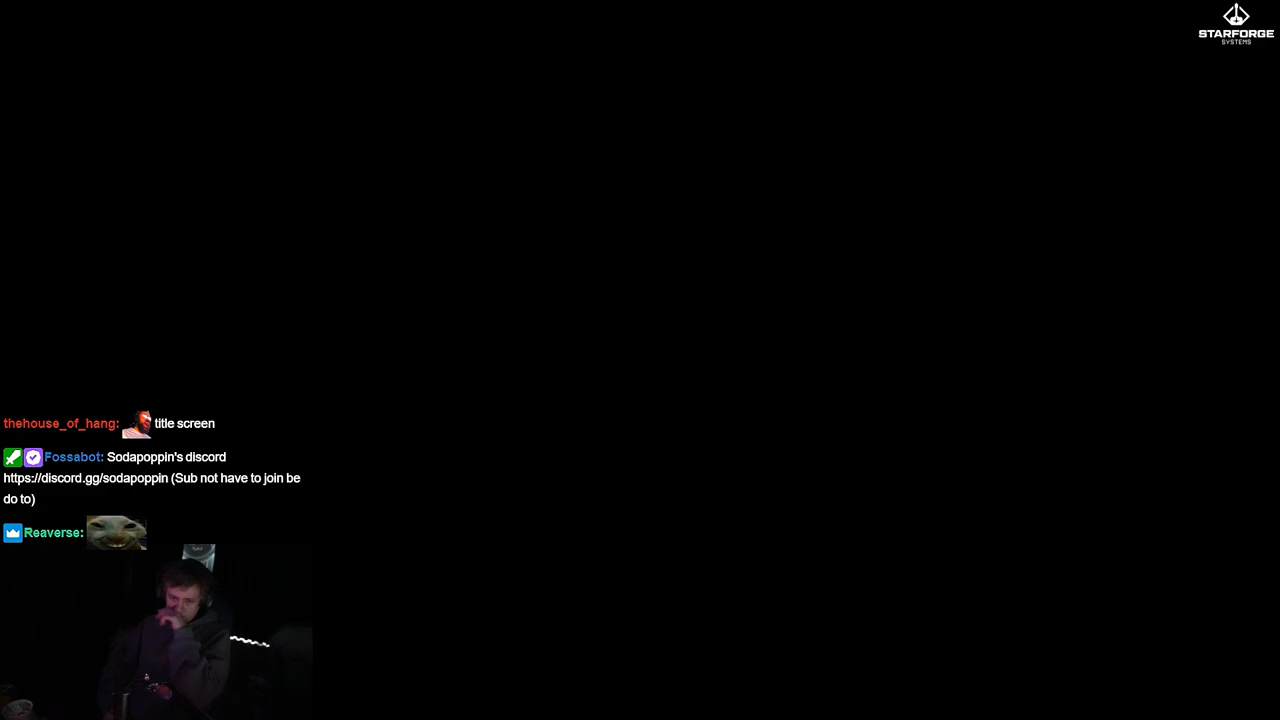 STARFORGE
SYSTEMS
thehouse_of_hang: title screen
Fossabot: Sodapoppin's discord
https://discord.gg/sodapoppin (Sub not have to join be
do to)
Reaverse: